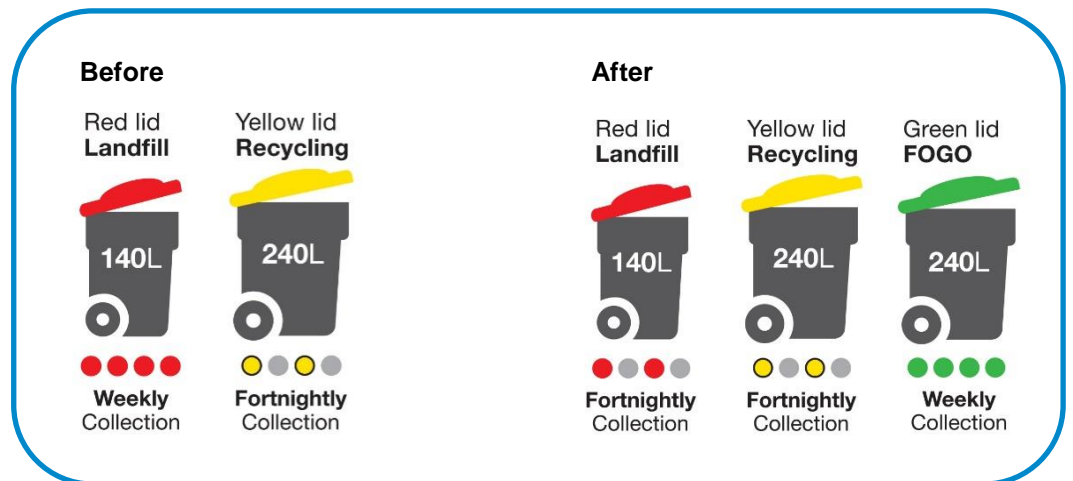 Before
Red lid
Landfill
140L
Weekly
Collection
Yellow lid
Recycling
240L
Fortnightly
Collection
After
Red lid
Landfill
140L
Fortnightly
Collection
Yellow lid
Recycling
240L
Fortnightly
Collection
Green lid
FOGO
240L
Weekly
Collection